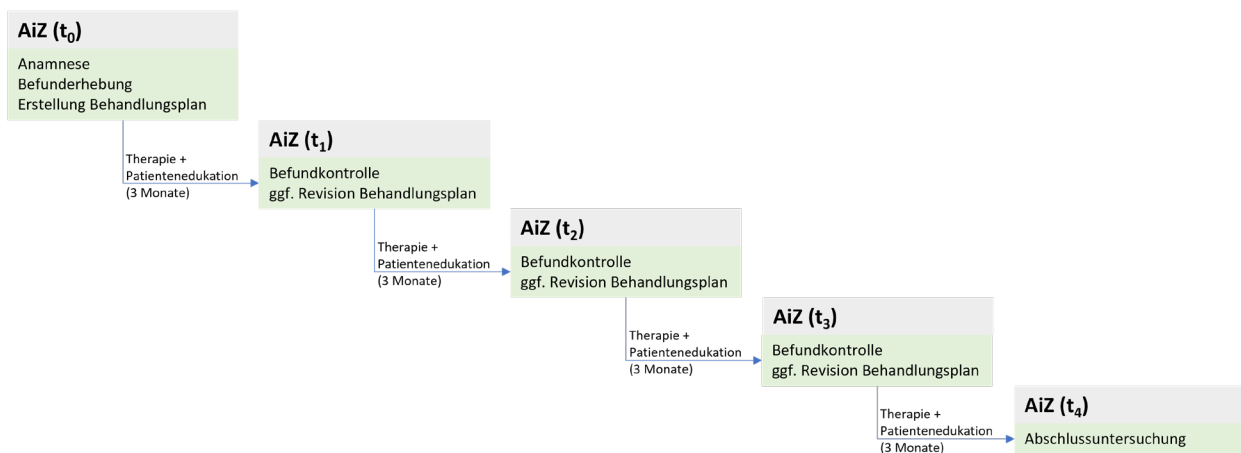 AiZ (t0)
Anamnese
Befunderhebung
Erstellung Behandlungsplan
Therapie +
Patientenedukation
(3 Monate)
AiZ (t1)
Befundkontrolle
ggf. Revision Behandlungsplan
Therapie +
Patientenedukation
(3 Monate)
AiZ (t2)
Befundkontrolle
ggf. Revision Behandlungsplan
Therapie +
Patientenedukation
(3 Monate)
AiZ (t3)
Befundkontrolle
ggf. Revision Behandlungsplan
Therapie +
Patientenedukation
(3 Monate)
AiZ (t4)
Abschlussuntersuchung